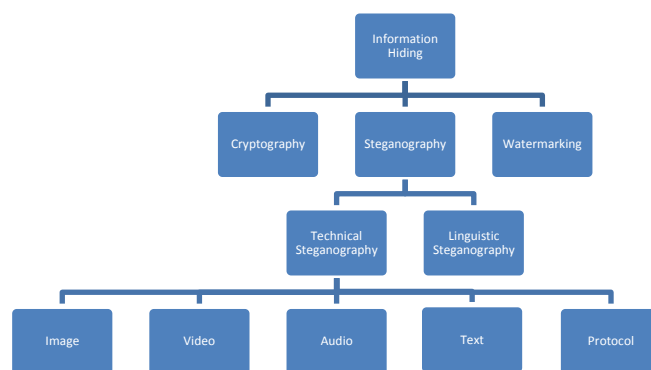 Information
Hiding
Cryptography
Steganography
Watermarking
Technical
Steganography
Linguistic
Steganography
Image
Video
Audio
Text
Protocol